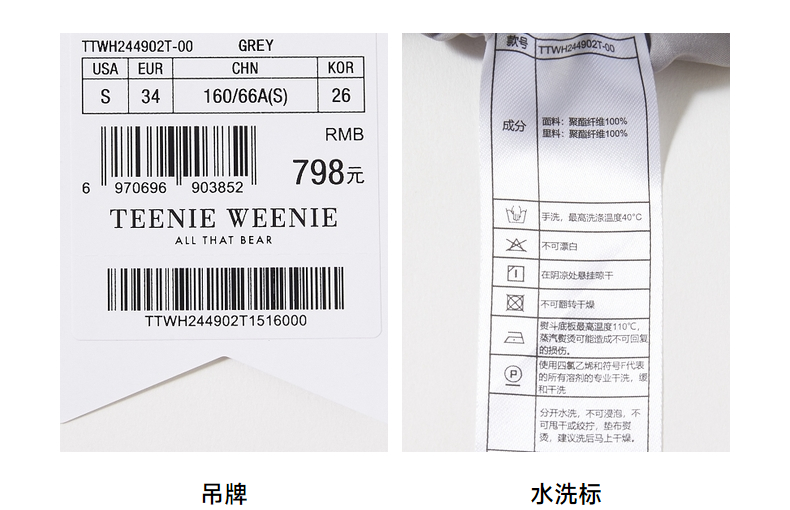 TTWH244902T-00 GREY
USA EUR CHN KOR
S 34 160/66A(S) 26
RMB
798元
6 970696 903852
TEENIE WEENIE
ALL THAT BEAR
TTWH244902T1516000
吊牌
款号 TTWH244902T-00
成分
面料：聚酯纤维100%
里料：聚酯纤维100%
手洗，最高洗涤温度40°C
不可漂白
在阴凉处悬挂晾干
不可翻转干燥
熨斗底板最高温度110℃，
蒸汽熨烫可能造成不可回复
的损伤。
P
使用四氯乙烯和符号F代表
的所有溶剂的专业干洗，缓
和干洗
分开水洗，不可浸泡，不
可甩干或绞拧，垫布熨
烫，建议洗后马上干燥。
水洗标